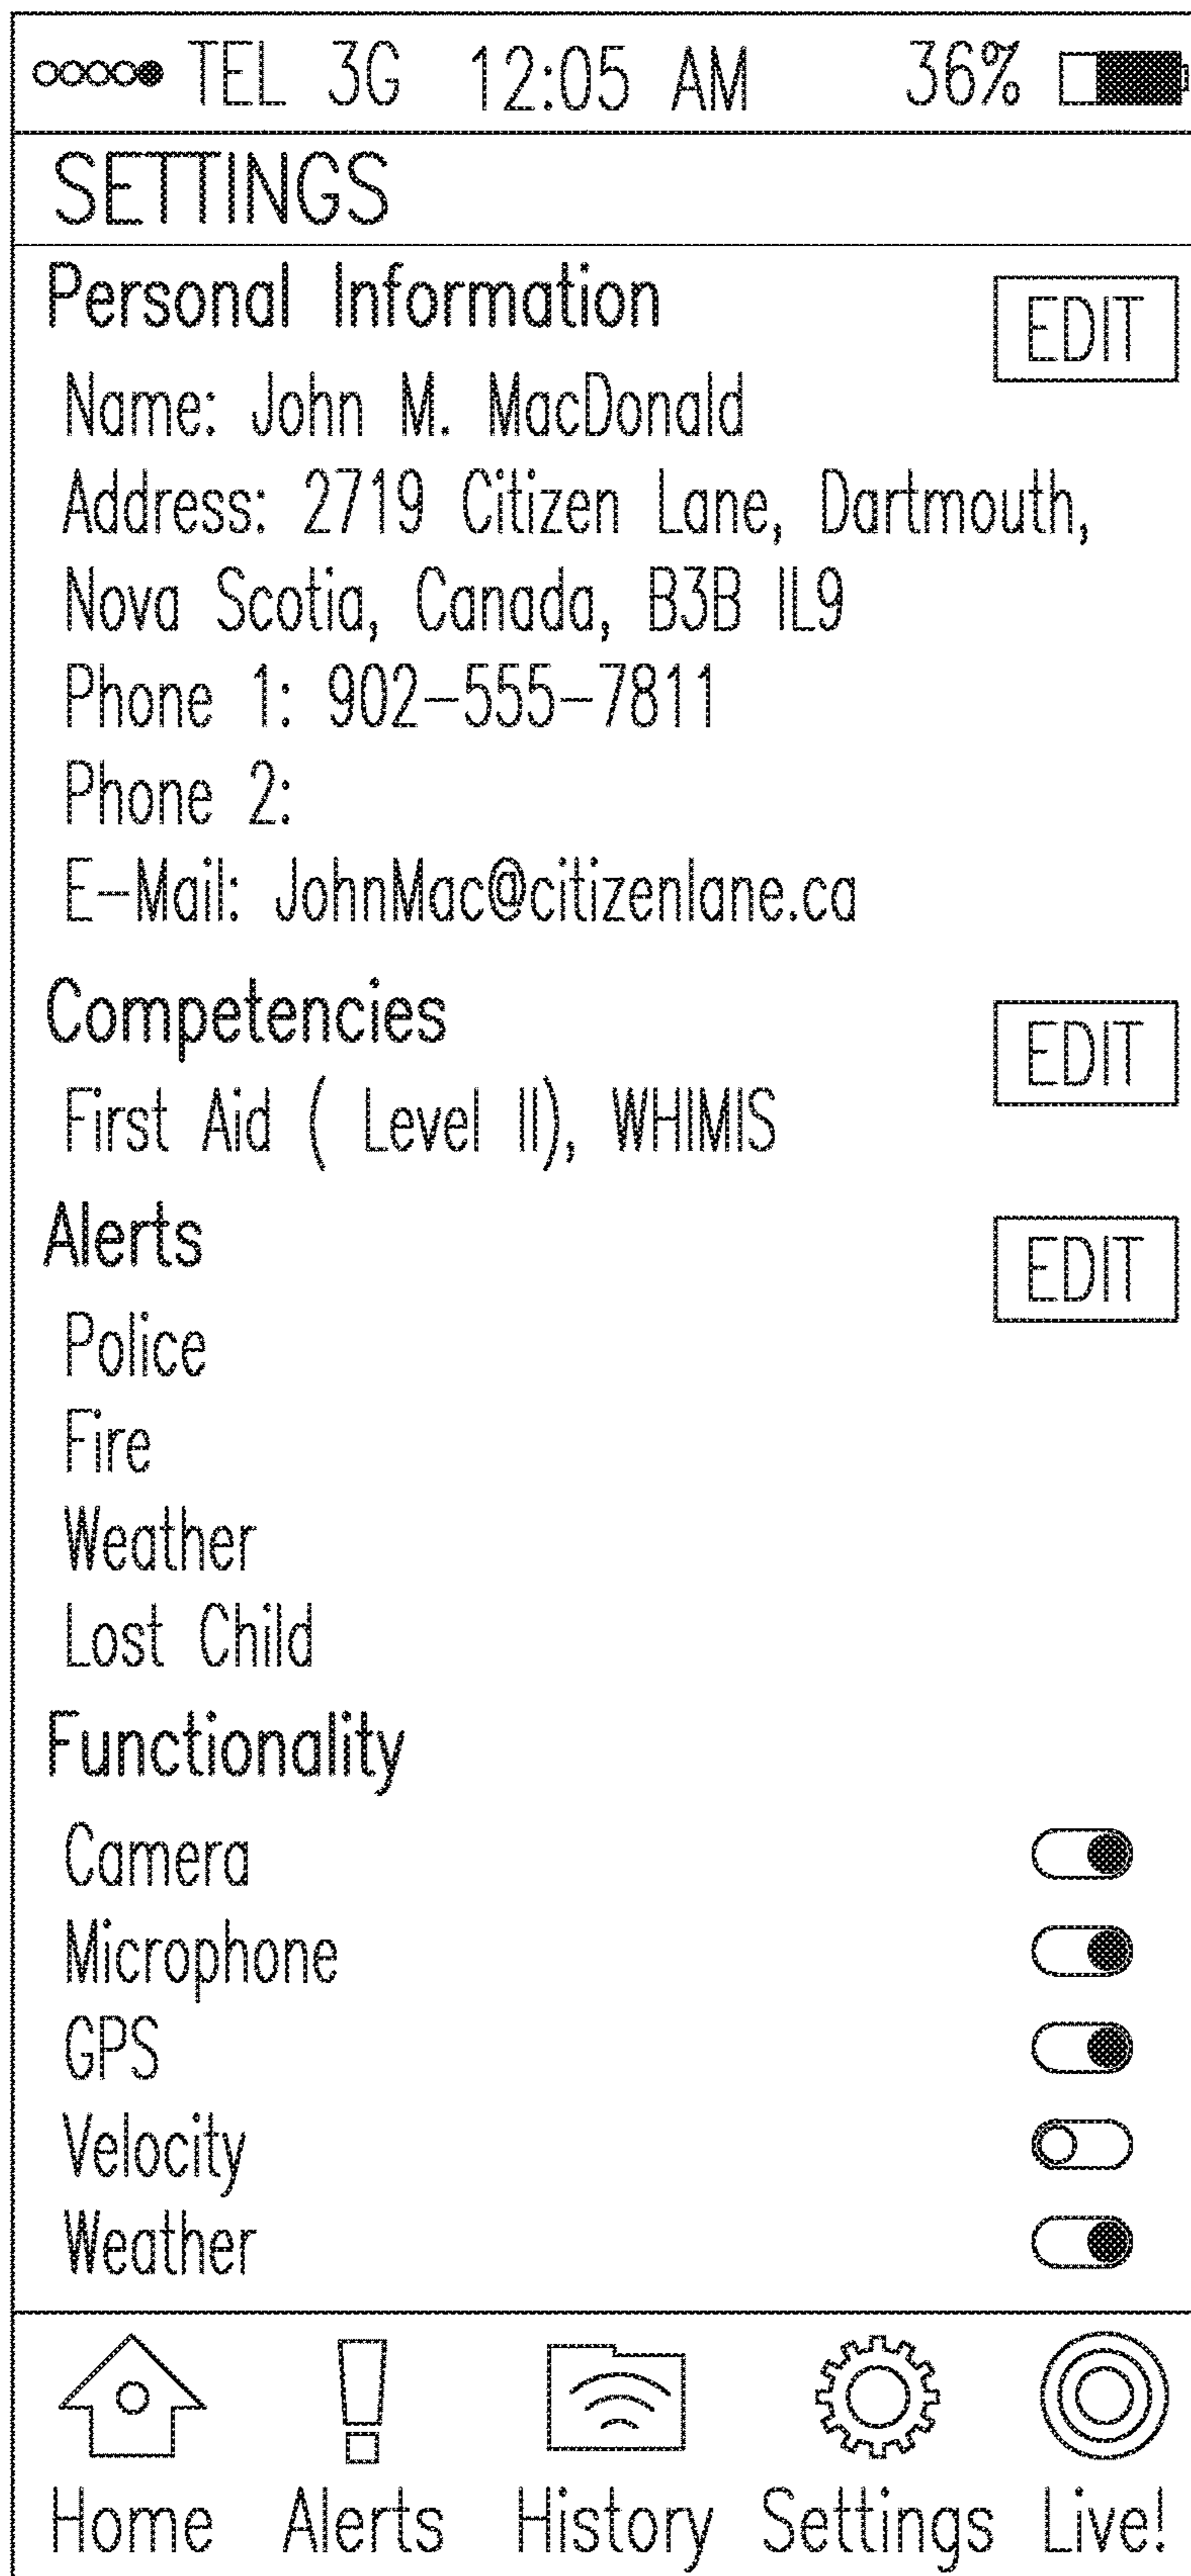 TEL 3G 12:05 AM 36%
SETTINGS
Personal Information EDIT
Name: John M. MacDonald
Address: 2719 Citizen Lane, Dartmouth,
Nova Scotia, Canada, B3B IL9
Phone 1: 902-555-7811
Phone 2:
E-Mail: JohnMac@citizenlane.ca
Competencies EDIT
First Aid ( Level II), WHIMIS
Alerts EDIT
Police
Fire
Weather
Lost Child
Functionality
Camera
Microphone
GPS
Velocity
Weather
Home Alerts History Settings Live!